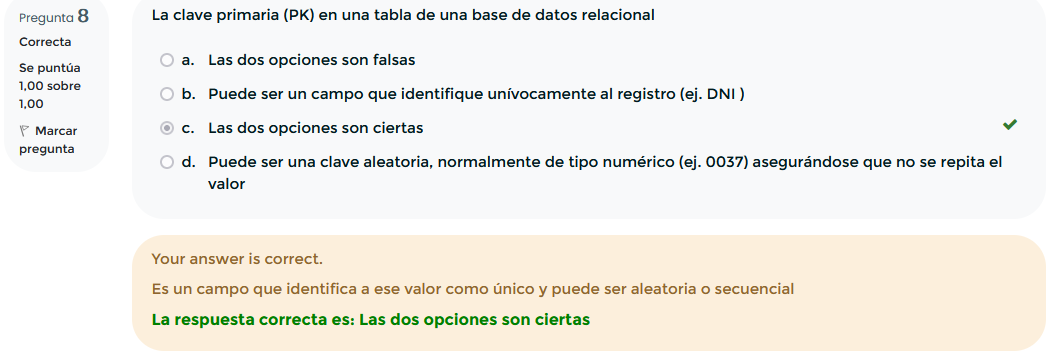 Pregunta 8
Correcta
Se puntúa
1,00 sobre
1,00
Marcar
pregunta
La clave primaria (PK) en una tabla de una base de datos relacional
a. Las dos opciones son falsas
b. Puede ser un campo que identifique unívocamente al registro (ej. DNI )
c. Las dos opciones son ciertas
d. Puede ser una clave aleatoria, normalmente de tipo numérico (ej. 0037) asegurándose que no se repita el
valor
Your answer is correct.
Es un campo que identifica a ese valor como único y puede ser aleatoria o secuencial
La respuesta correcta es: Las dos opciones son ciertas